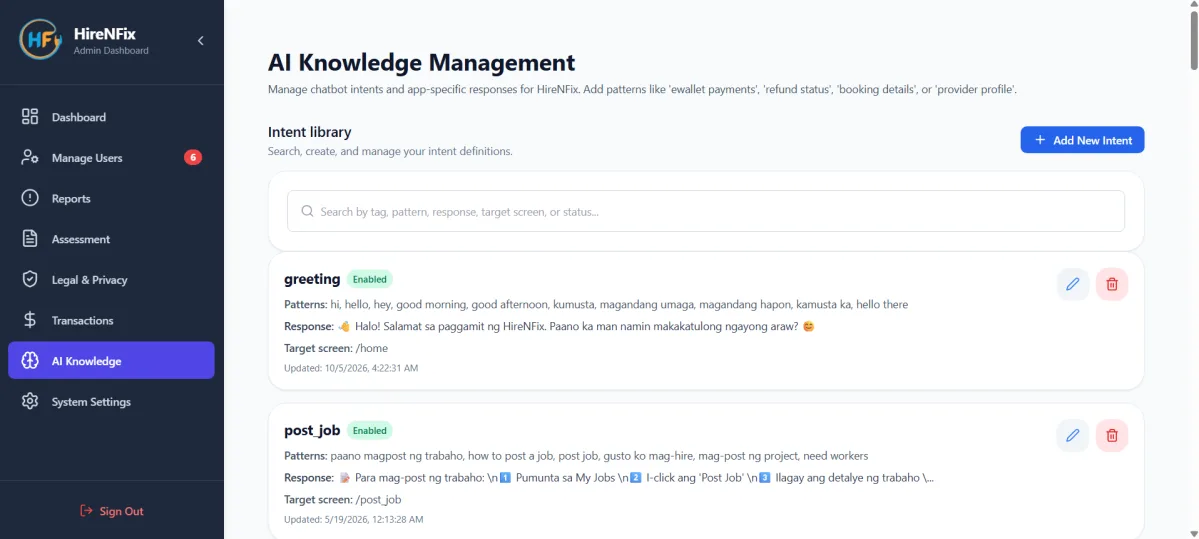 HF
HireNFix
Admin Dashboard
Dashboard
Manage Users 6
Reports
Assessment
Legal & Privacy
Transactions
AI Knowledge
System Settings
Sign Out
AI Knowledge Management
Manage chatbot intents and app-specific responses for HireNFix. Add patterns like 'ewallet payments', 'refund status', 'booking details', or 'provider profile'.
Intent library
Search, create, and manage your intent definitions.
+ Add New Intent
Search by tag, pattern, response, target screen, or status...
greeting Enabled
Patterns: hi, hello, hey, good morning, good afternoon, kumusta, magandang umaga, magandang hapon, kamusta ka, hello there
Response: 👋 Halo! Salamat sa paggamit ng HireNFix. Paano ka man namin makakatulong ngayong araw? 😊
Target screen: /home
Updated: 10/5/2026, 4:22:31 AM
post_job Enabled
Patterns: paano magpost ng trabaho, how to post a job, post job, gusto ko mag-hire, mag-post ng project, need workers
Response: 📝 Para mag-post ng trabaho: \n1️⃣ Pumunta sa My Jobs \n2️⃣ I-click ang 'Post Job' \n3️⃣ Ilagay ang detalye ng trabaho \...
Target screen: /post_job
Updated: 5/19/2026, 12:13:28 AM